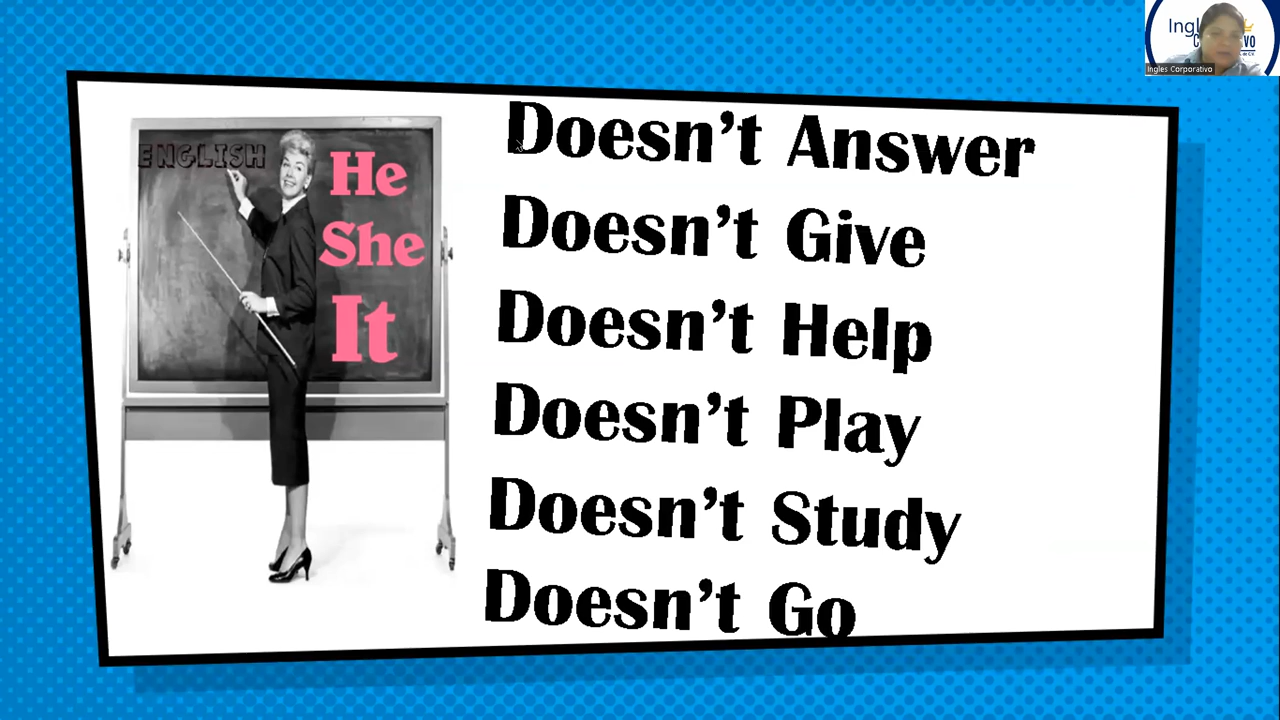 ENGLISH
He
She
It
Doesn't Answer
Doesn't Give
Doesn't Help
Doesn't Play
Doesn't Study
Doesn't Go
Ingles Corporativo